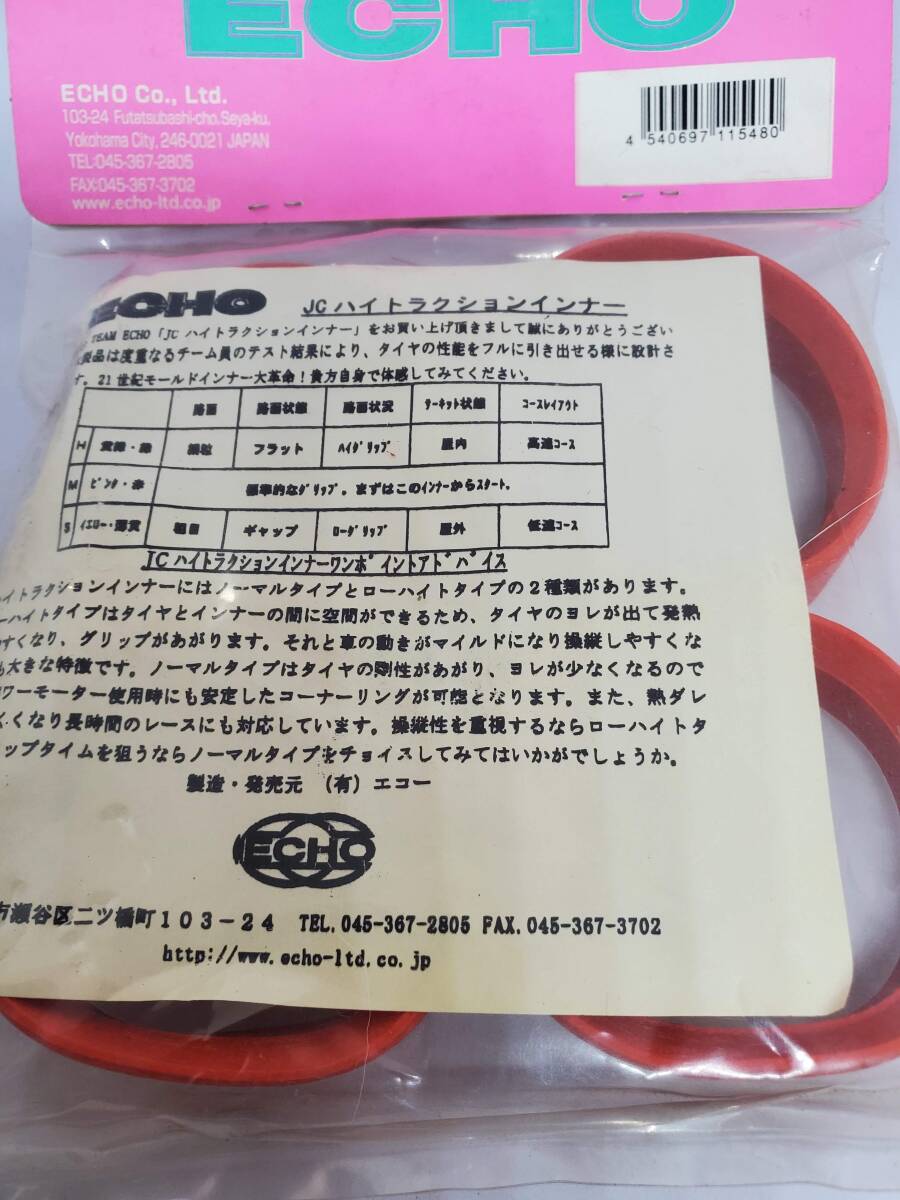 ECHO
ECHO Co., Ltd.
103-24 Futatsubashi-cho.Seya-ku.
Yokohama City, 246-0021 JAPAN
TEL:045-367-2805
FAX:045-367-3702
www.echo-ltd.co.jp
4 540697 115480
ECHO JCハイトラクションインナー
TEAM ECHO「JC ハイトラクションインナー」をお買い上げ頂きまして誠にありがとうござい
製品は度重なるチーム員のテスト結果により、タイヤの性能をフルに引き出せる様に設計さ
す。21世紀モールドインナー大革命！貴方自身で体感してみてください。
路面 路面状態 路面状況 サーキット状態 コースレイアウト
H フラット ハイグリップ 屋内 高速コース
M ピンク・赤 標準的なグリップ。まずはこのインナーからスタート。
S イエロー・ 粗目 ギャップ ローグリップ 屋外 低速コース
JCハイトラクションインナーワンポイントアドバイス
イトラクションインナーにはノーマルタイプとローハイトタイプの2種類があります。
ーハイトタイプはタイヤとインナーの間に空間ができるため、タイヤのヨレが出て発熱
やすくなり、グリップがあがります。それと車の動きがマイルドになり操縦しやすくな
も大きな特徴です。ノーマルタイプはタイヤの剛性があがり、ヨレが少なくなるので
パワーモーター使用時にも安定したコーナーリングが可能となります。また、熱ダレ
くくなり長時間のレースにも対応しています。操縦性を重視するならローハイトタ
ップタイムを狙うならノーマルタイプをチョイスしてみてはいかがでしょうか。
製造・発売元 (有) エコー
ECHO
市瀬谷区二ツ橋町103-24 TEL.045-367-2805 FAX.045-367-3702
http://www.echo-ltd.co.jp